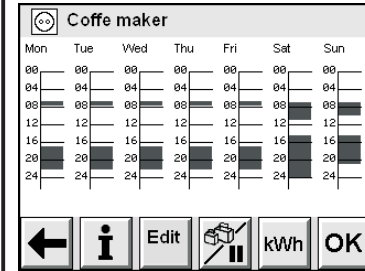 Coffe maker
Mon Tue Wed Thu Fri Sat Sun
00 00 00 00 00 00 00
04 04 04 04 04 04 04
08 08 08 08 08 08 08
12 12 12 12 12 12 12
16 16 16 16 16 16 16
20 20 20 20 20 20 20
24 24 24 24 24 24 24
i Edit kWh OK